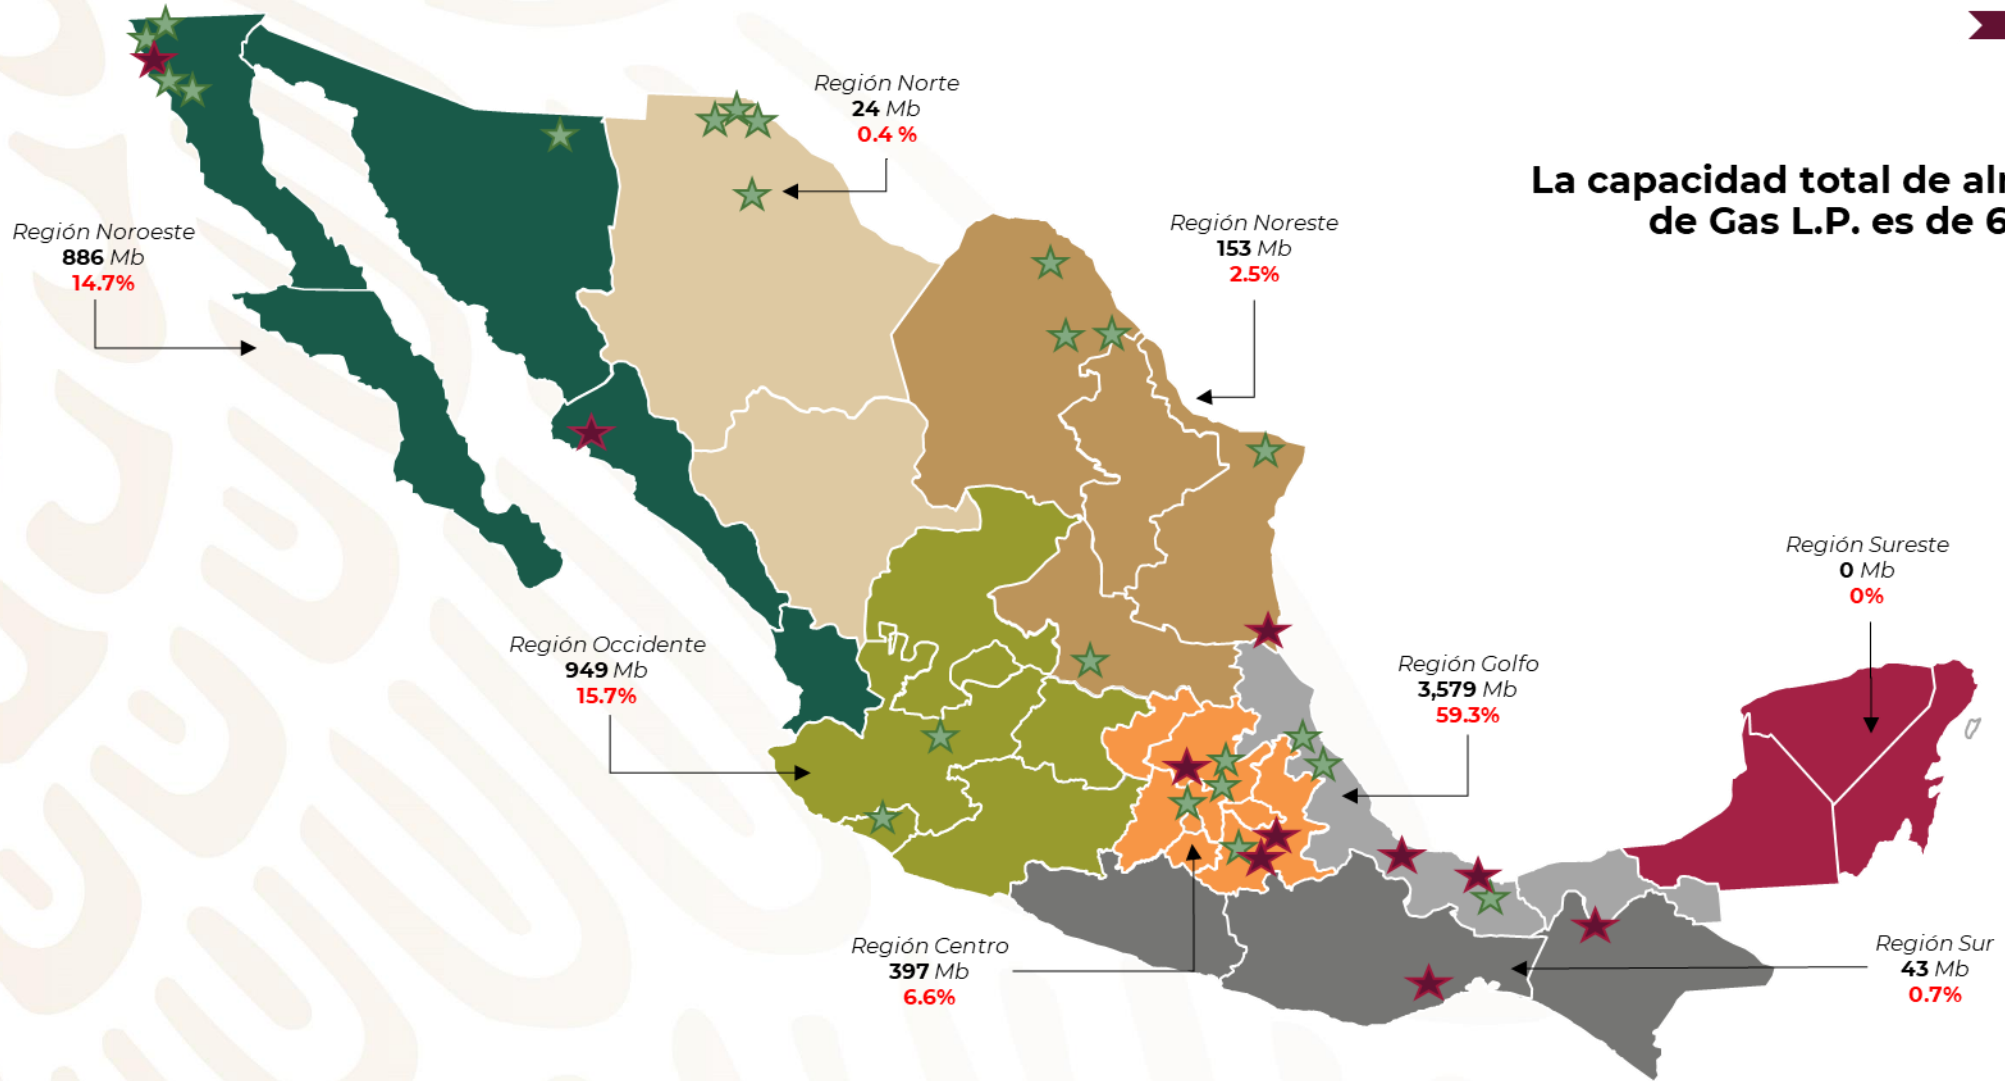 Región Norte
24 Mb
0.4 %
La capacidad total de
de Gas L.P. es de 6
Región Noroeste
886 Mb
14.7%
Región Noreste
153 Mb
2.5%
Región Sureste
0 Mb
0%
Región Occidente
949 Mb
15.7%
Región Golfo
3,579 Mb
59.3%
Región Centro
397 Mb
6.6%
Región Sur
43 Mb
0.7%